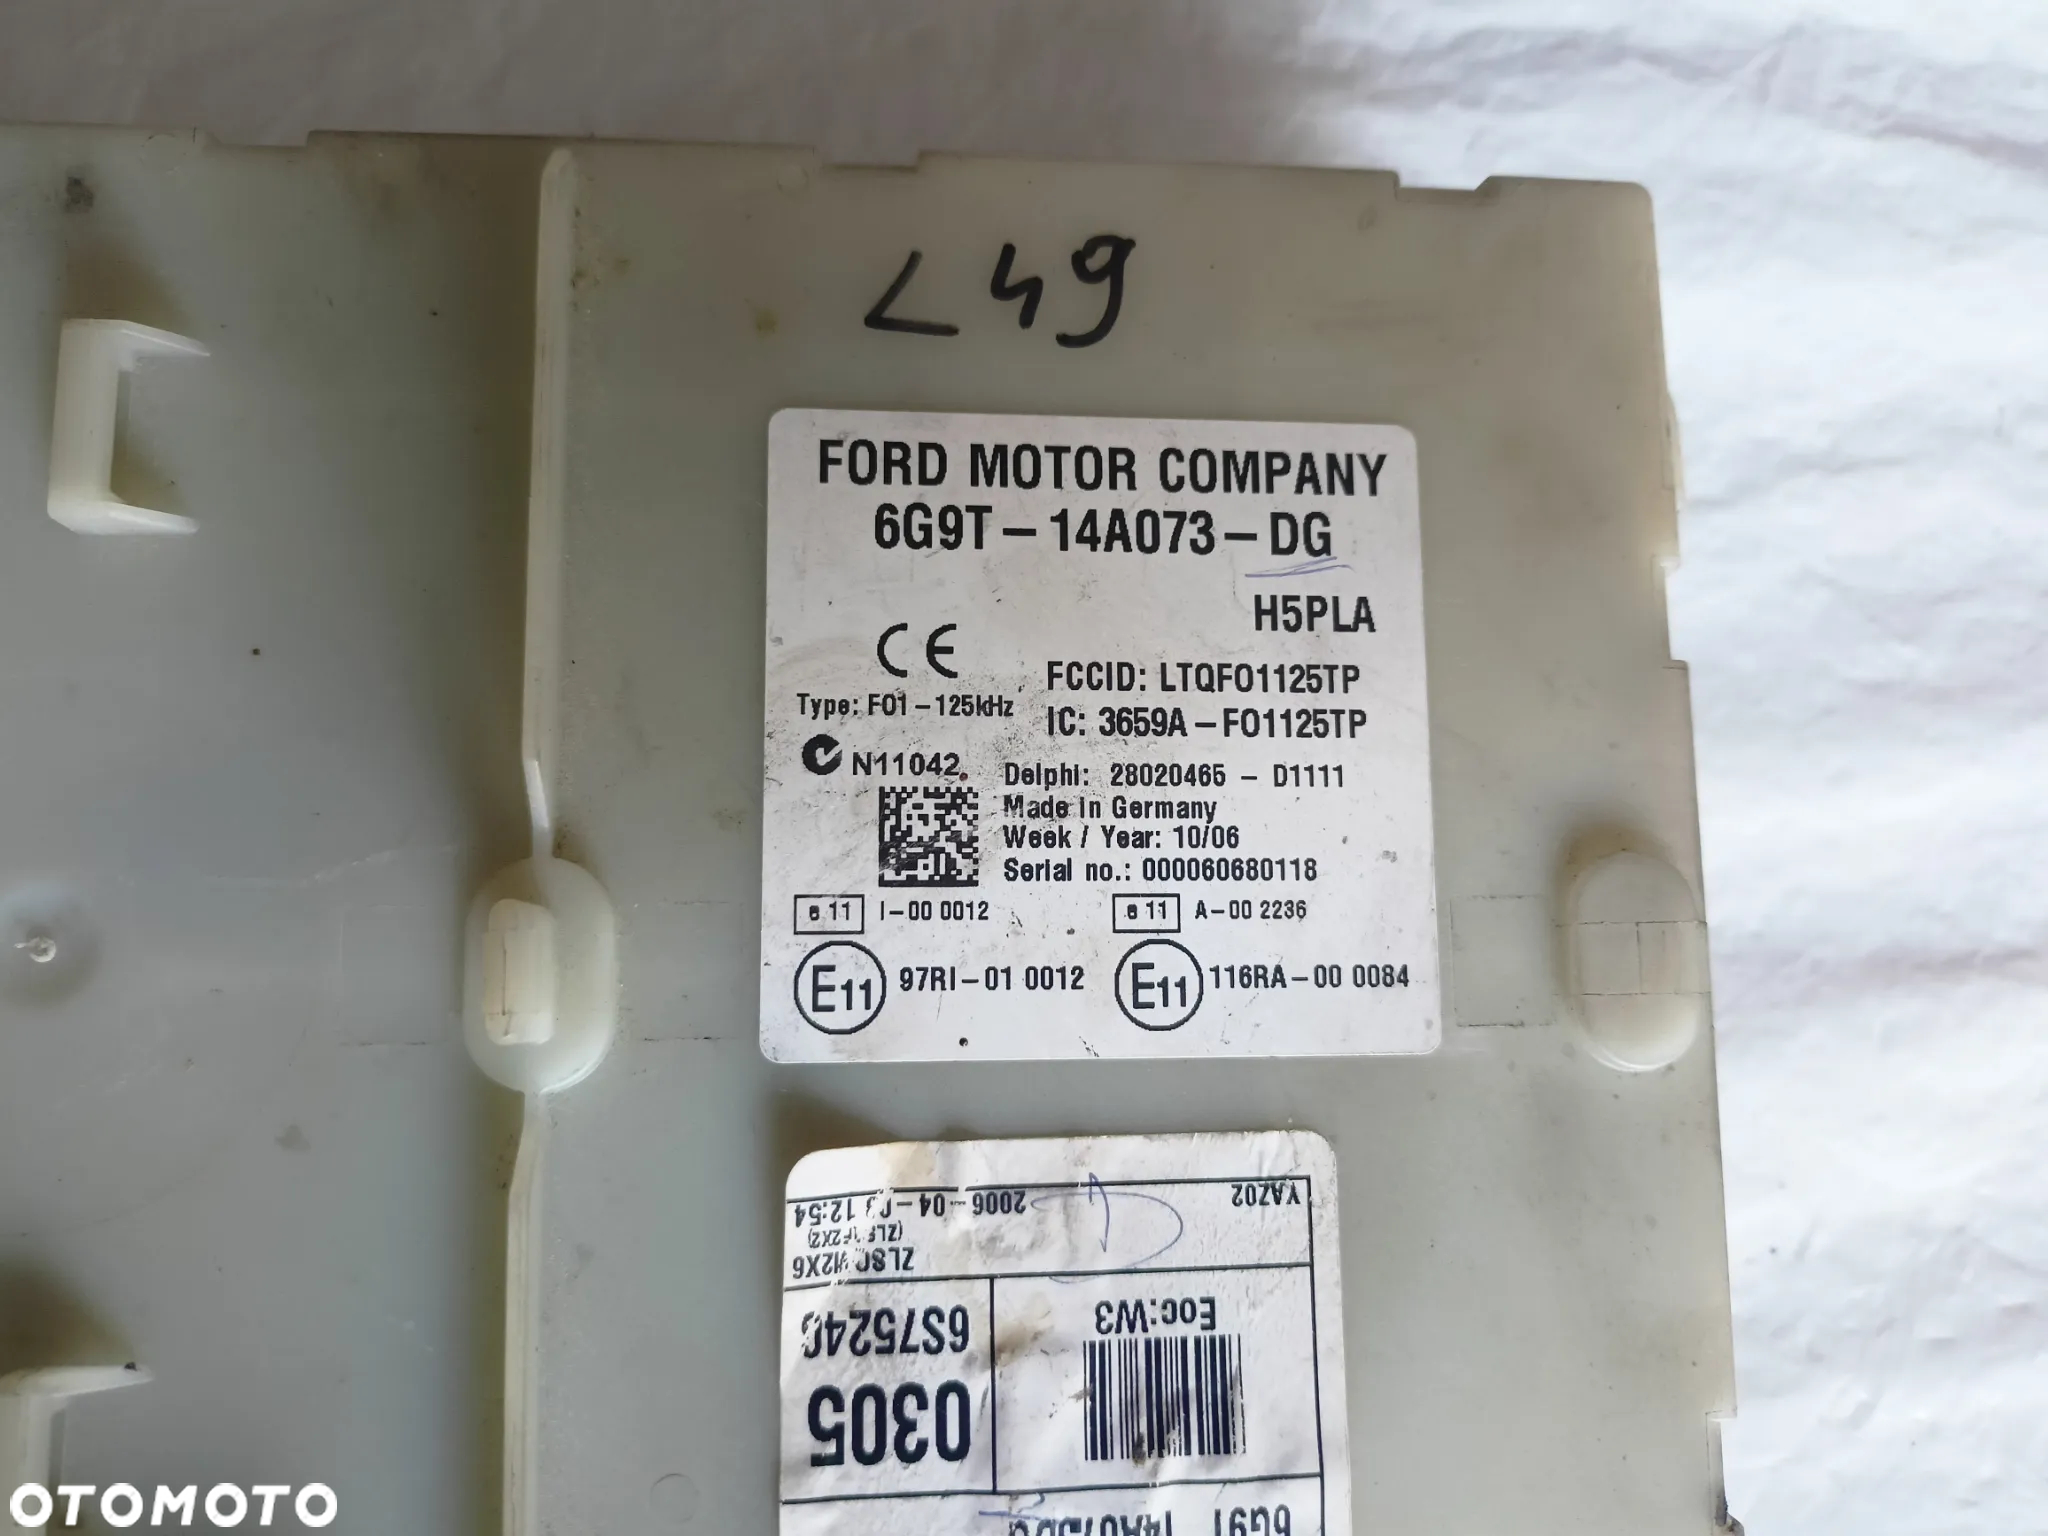 L49
FORD MOTOR COMPANY
6G9T-14A073-DG
H5PLA
CE
FCCID: LTQFO1125TP
Type: FO1-125kHz
IC: 3659A-FO1125TP
N11042
Delphi: 28020465 - D1111
Made in Germany
Week / Year: 10/06
Serial no.: 000060680118
e 11 I-00 0012
e 11 A-00 2236
E11 97RI-01 0012
E11 116RA-00 0084
YAZ02
2006-04-03 12:54
Eoc:W3
0305
OTOMOTO